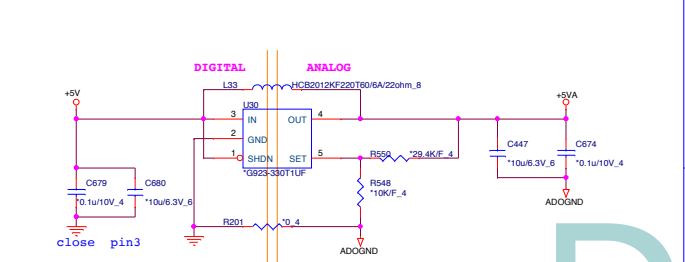 DIGITAL ANALOG
L33 HCB2012KF220T60/6A/22ohm_8
+5V
+5VA
U30
3 IN OUT 4
2 GND
1 SHDN SET 5
*G923-330T1UF
R550 *29.4K/F_4
C447
*10u/6.3V_6
C674
*0.1u/10V_4
C679
*0.1u/10V_4
C680
*10u/6.3V_6
R548
*10K/F_4
ADOGND
R201 *0_4
close pin3
ADOGND